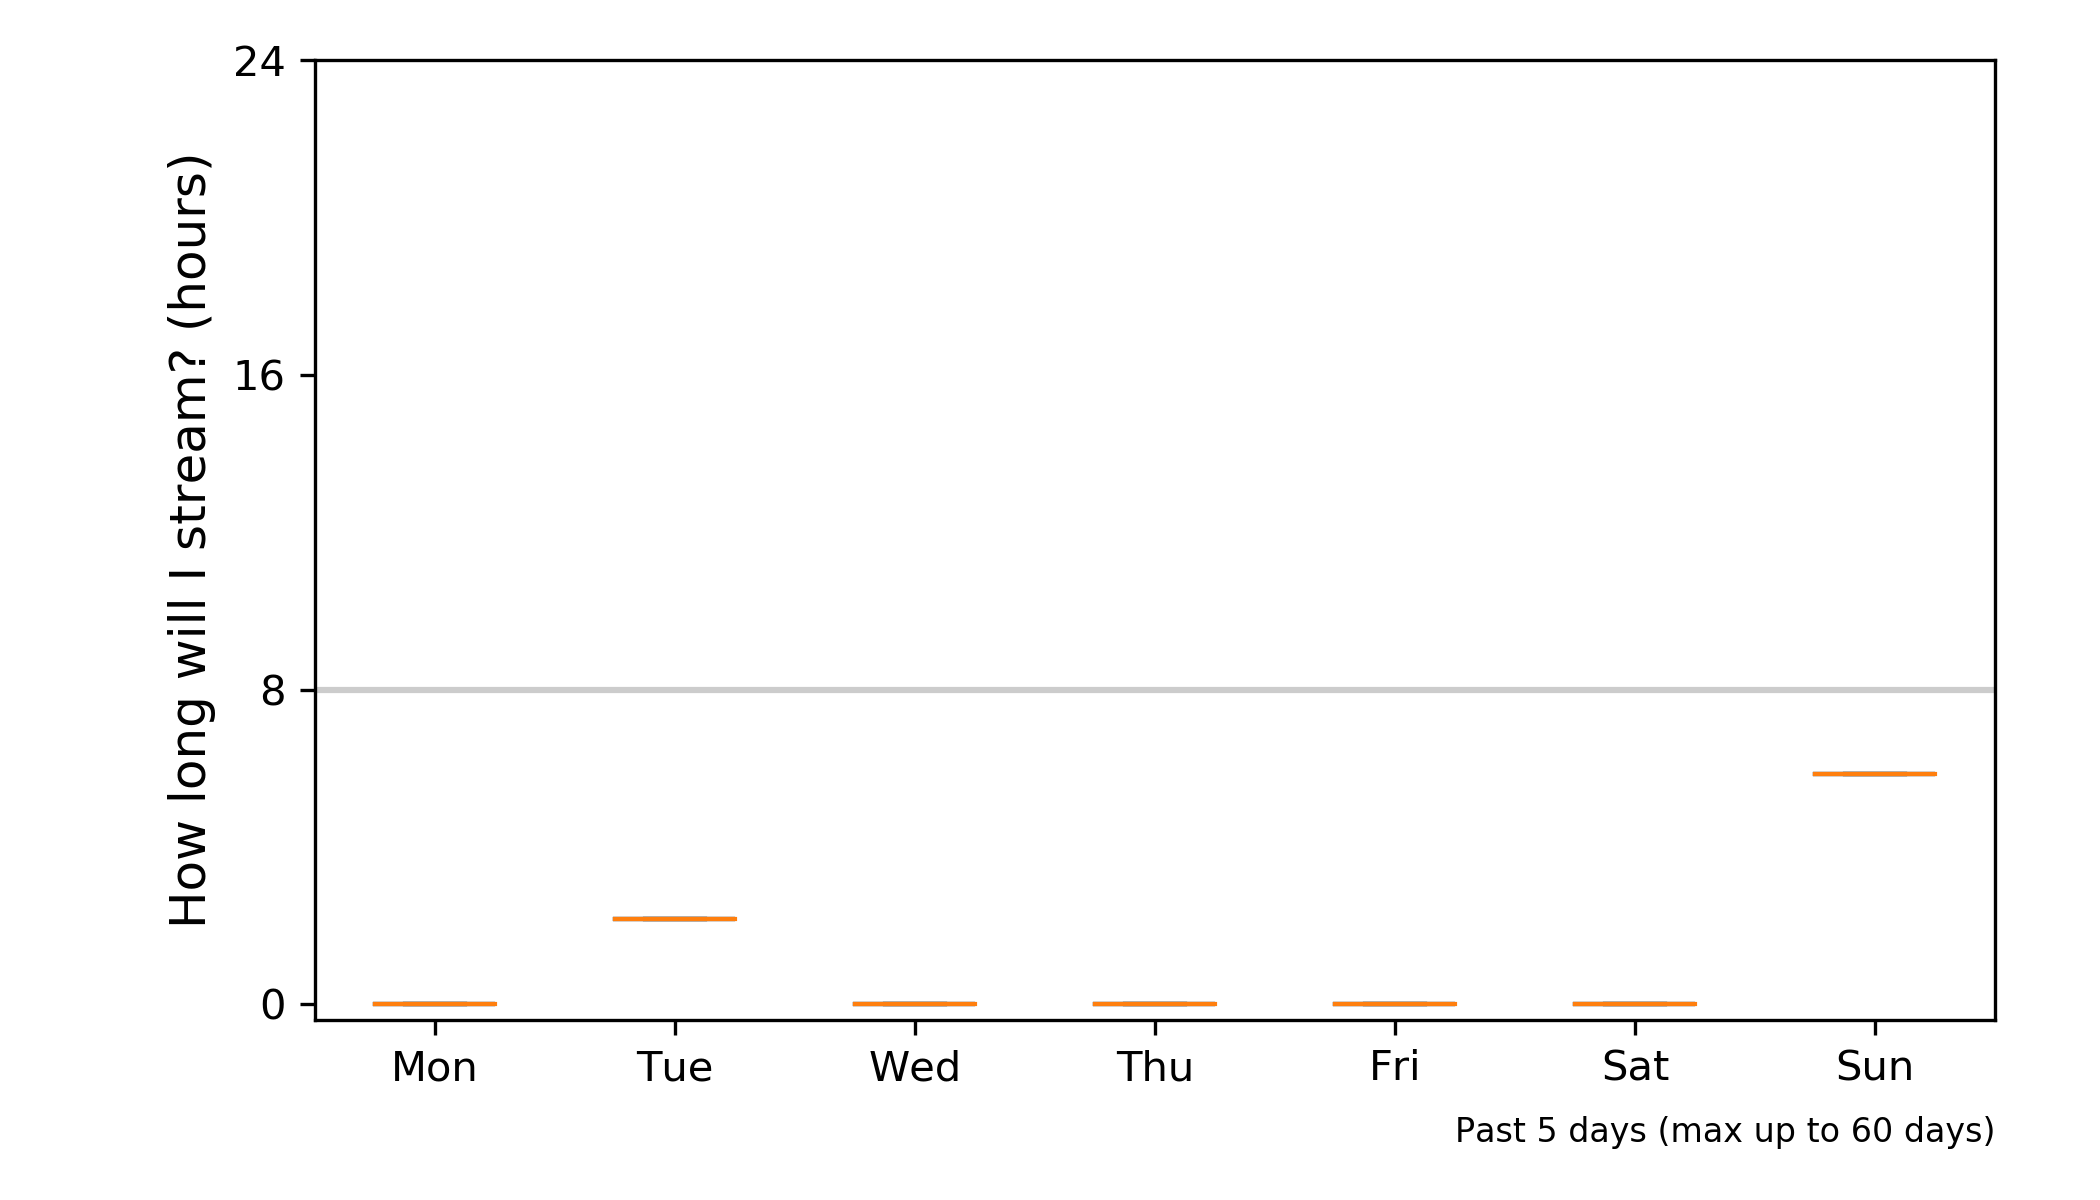 How long will I stream? (hours)
24
16
8
0
Mon Tue Wed Thu Fri Sat Sun
Past 5 days (max up to 60 days)